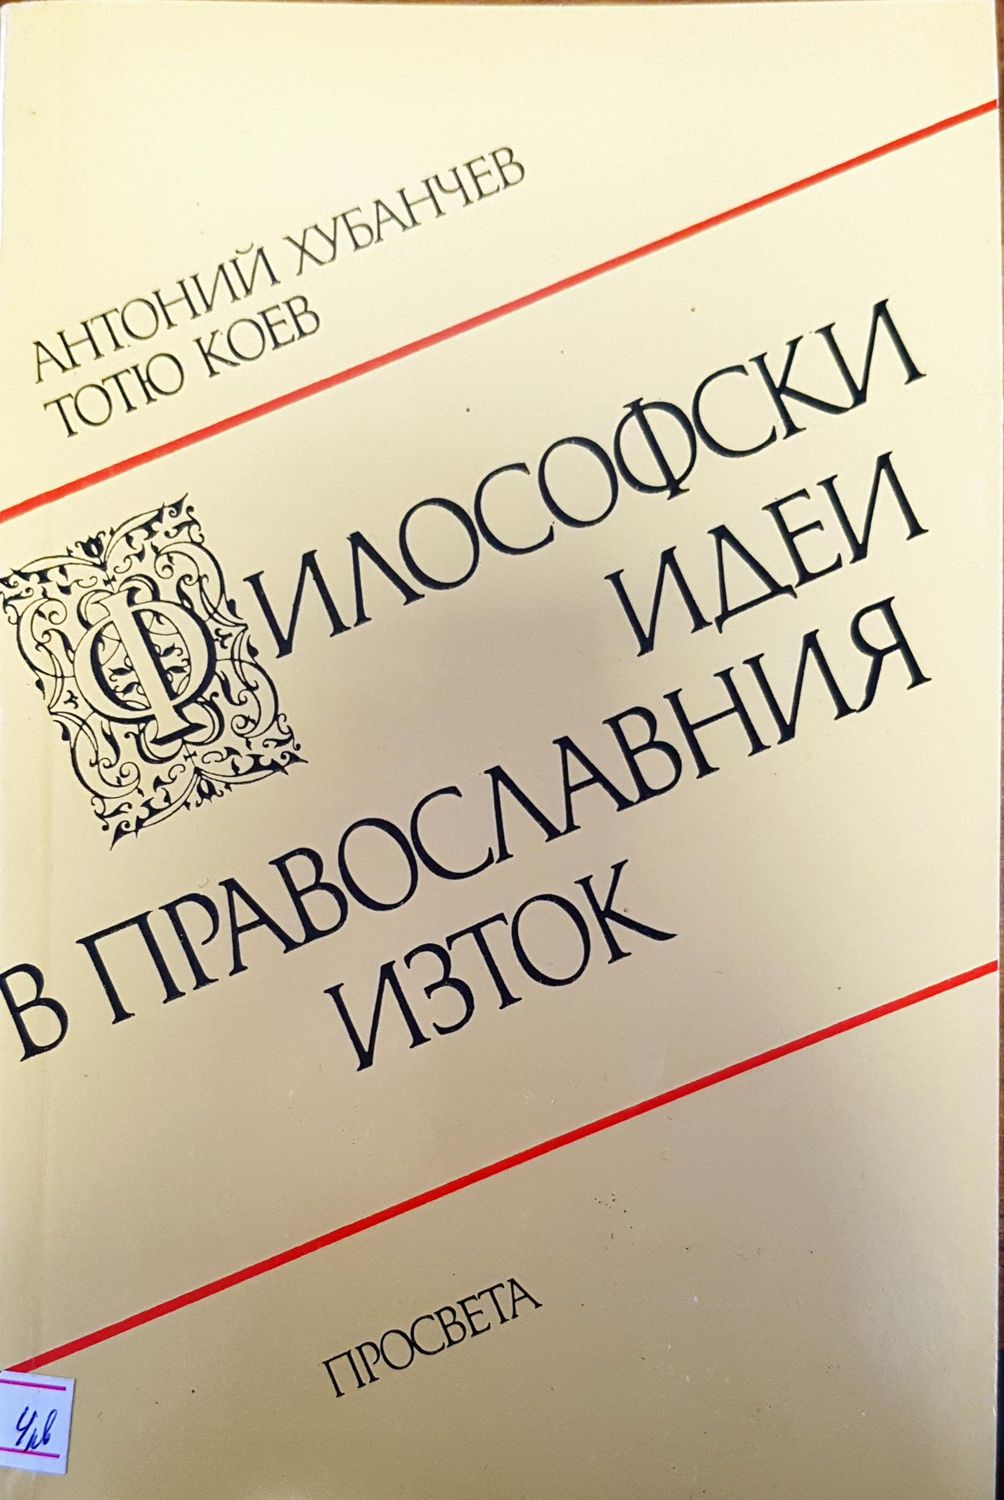 АНТОНИЙ ХУБАНЧЕВ
ТОТЮ КОЕВ
ФИЛОСОФСКИ
ИДЕИ
В ПРАВОСЛАВНИЯ
ИЗТОК
ПРОСВЕТА